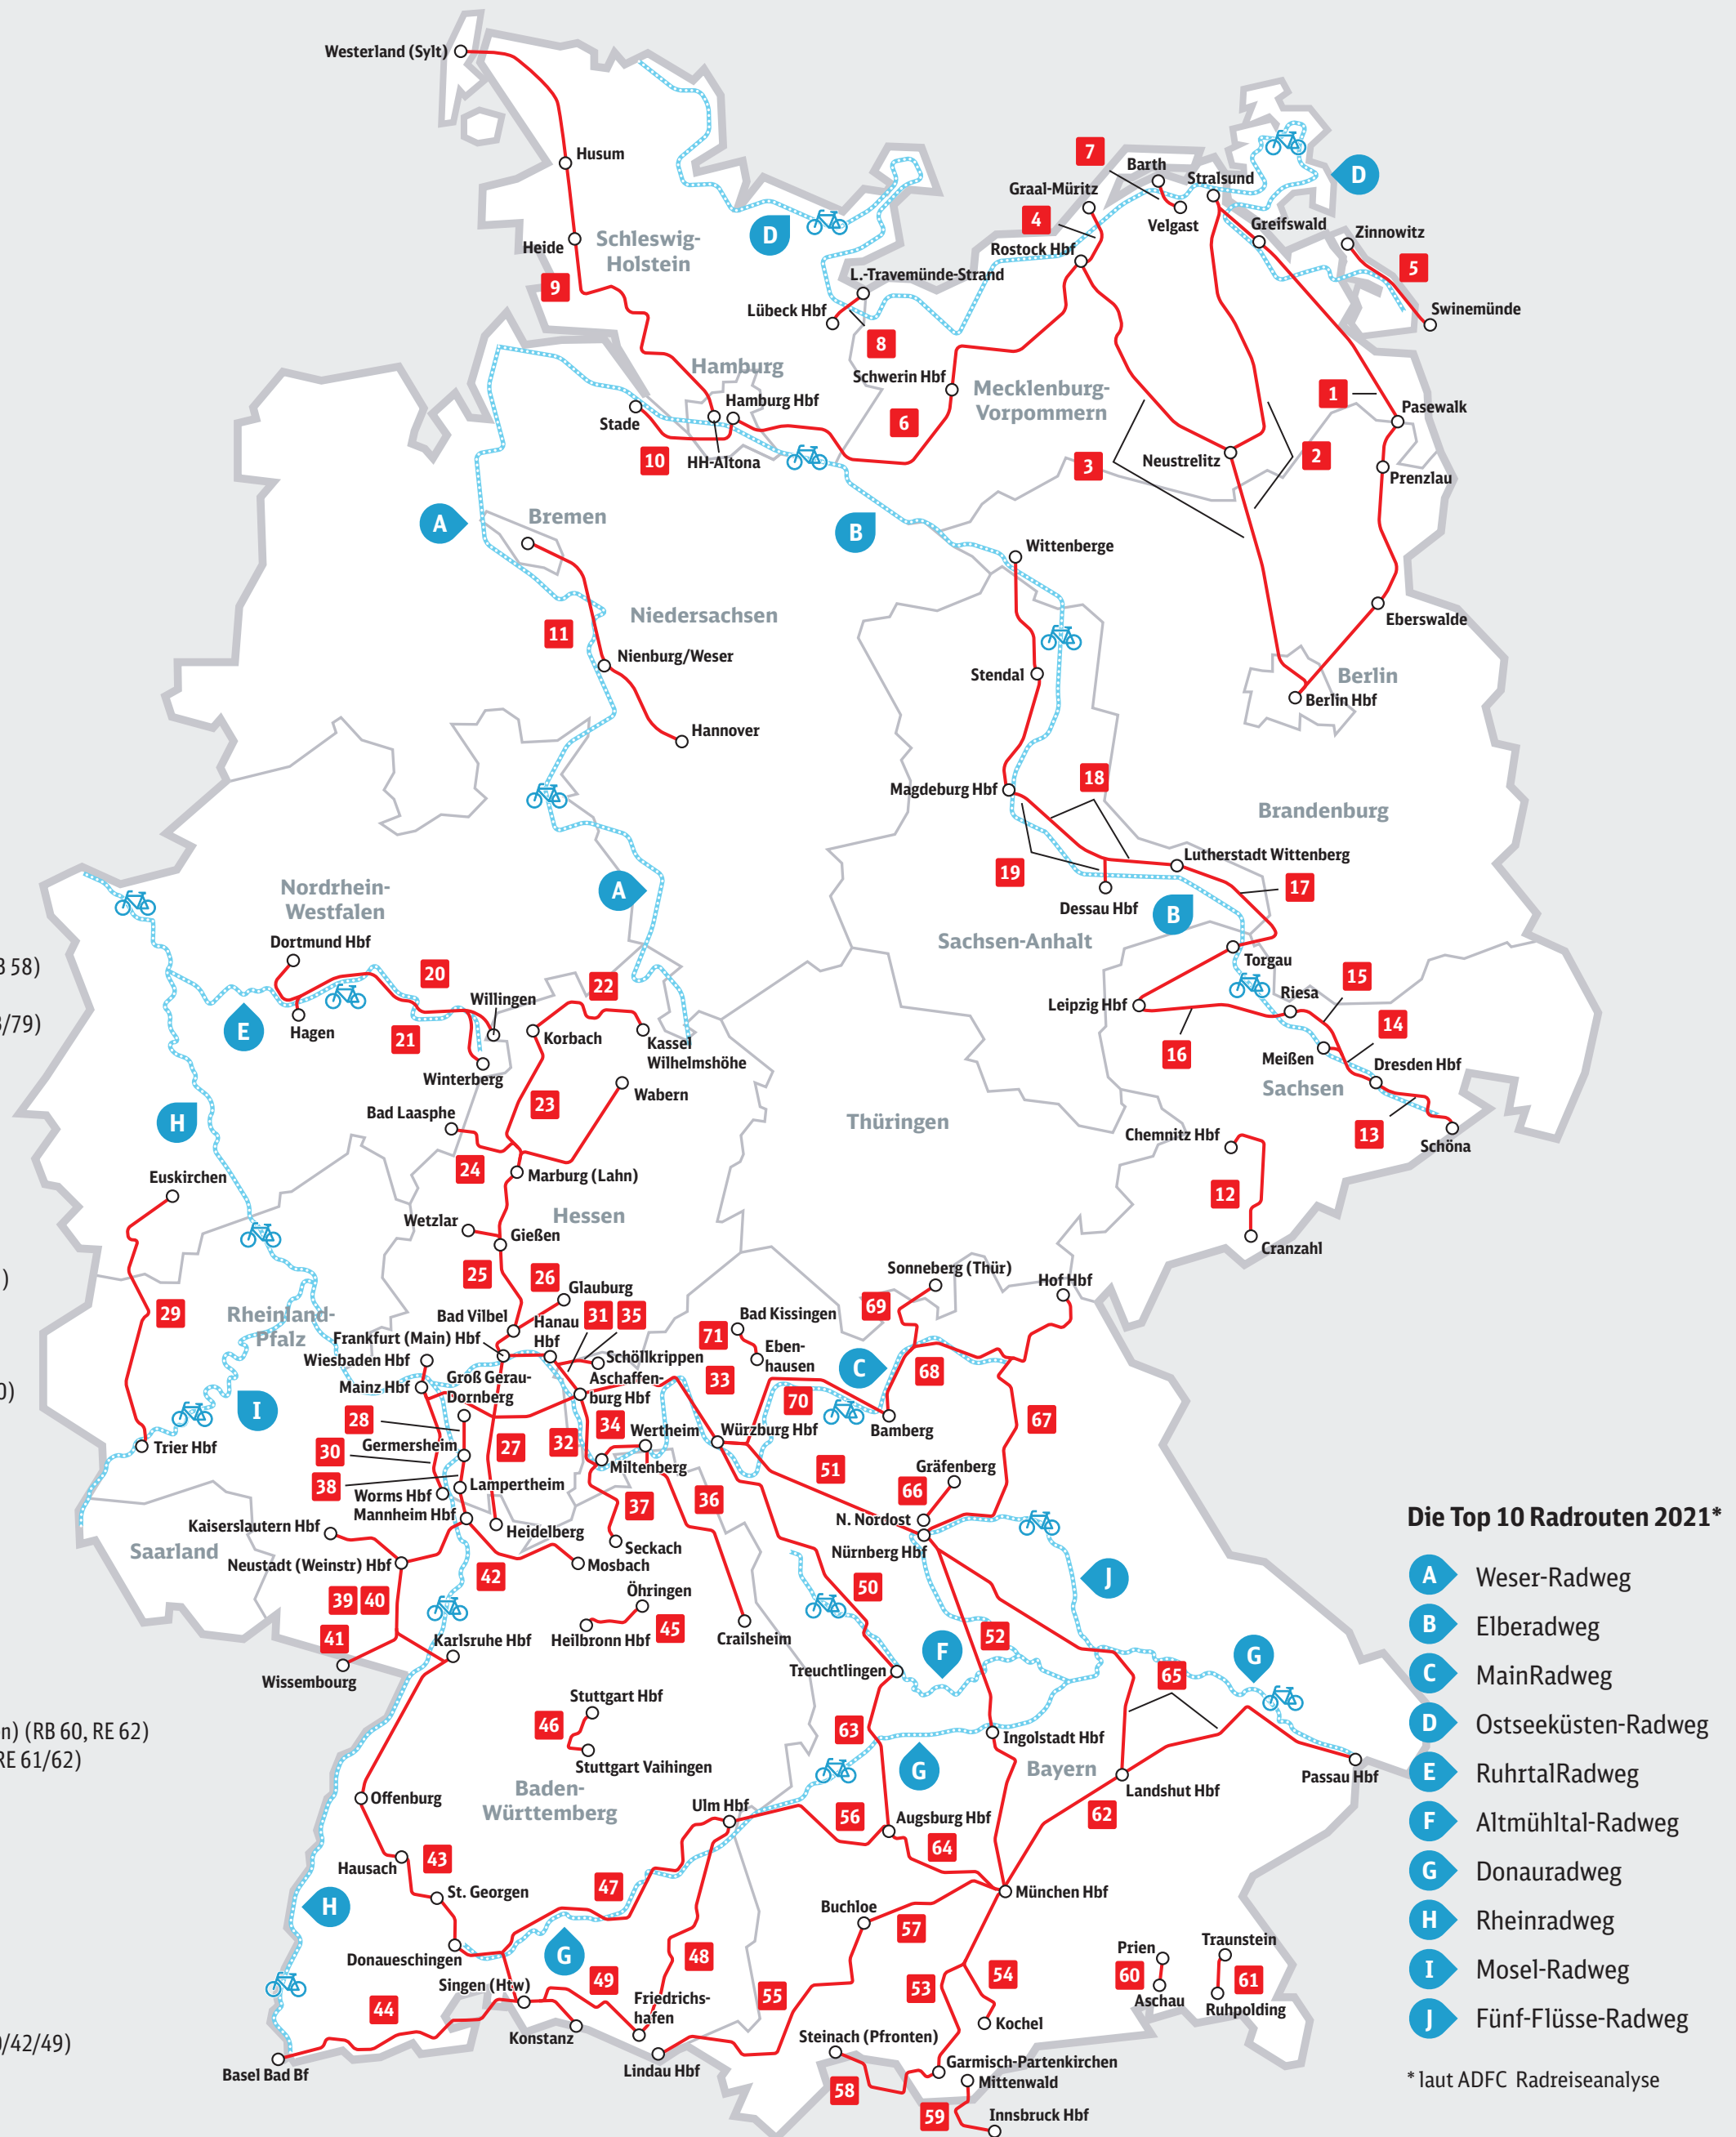 Westerland (Sylt)
Husum
Heide
Schleswig-
Holstein
9
D
L.-Travemünde-Strand
Lübeck Hbf
8
7
Barth
Stralsund
Graal-Müritz
4
Velgast
Rostock Hbf
Greifswald
D
Zinnowitz
5
Swinemünde
Hamburg
Hamburg Hbf
Schwerin Hbf
Mecklenburg-
Vorpommern
6
Stade
10
HH-Altona
1
Pasewalk
3
Neustrelitz
2
Prenzlau
A
Bremen
B
Wittenberge
Niedersachsen
11
Eberswalde
Nienburg/Weser
Stendal
Berlin
Berlin Hbf
Hannover
Magdeburg Hbf
18
Brandenburg
19
Lutherstadt Wittenberg
17
Dessau Hbf
B
A
Nordrhein-
Westfalen
Dortmund Hbf
Sachsen-Anhalt
Torgau
15
B 58)
20
22
Willingen
Leipzig Hbf
Riesa
14
/79)
E
Hagen
21
Korbach
Kassel
Wilhelmshöhe
16
Meißen
Dresden Hbf
Winterberg
Sachsen
23
Wabern
Bad Laasphe
H
Thüringen
Chemnitz Hbf
13
Schöna
24
Marburg (Lahn)
Euskirchen
12
Wetzlar
Hessen
Gießen
Cranzahl
)
25
26
Glauburg
Sonneberg (Thür)
Hof Hbf
29
Rheinland-
Pfalz
Bad Vilbel
Hanau
Hbf
31
35
Bad Kissingen
69
71
Frankfurt (Main) Hbf
Eben-
hausen
Wiesbaden Hbf
Schöllkrippen
C
68
Mainz Hbf
Groß Gerau-
Dornberg
Aschaffen-
burg Hbf
33
0)
I
28
34
70
Trier Hbf
30
Germersheim
27
32
Wertheim
Würzburg Hbf
Bamberg
67
Miltenberg
38
Lampertheim
51
Gräfenberg
Worms Hbf
37
36
66
Mannheim Hbf
Kaiserslautern Hbf
Heidelberg
N. Nordost
Saarland
Seckach
Nürnberg Hbf
Neustadt (Weinstr) Hbf
Mosbach
42
J
39
40
Öhringen
50
41
Heilbronn Hbf
45
Crailsheim
Karlsruhe Hbf
52
Wissembourg
Treuchtlingen
F
G
65
Stuttgart Hbf
46
63
Ingolstadt Hbf
n) (RB 60, RE 62)
RE 61/62)
Stuttgart Vaihingen
G
Bayern
Passau Hbf
Baden-
Württemberg
Landshut Hbf
Offenburg
Ulm Hbf
56
Augsburg Hbf
62
64
Hausach
43
47
München Hbf
St. Georgen
H
Buchloe
57
Donaueschingen
G
48
Prien
60
Aschau
Traunstein
61
Ruhpolding
Singen (Htw)
49
53
54
44
Friedrichs-
hafen
55
Kochel
/42/49)
Konstanz
Steinach (Pfronten)
Basel Bad Bf
Lindau Hbf
Garmisch-Partenkirchen
58
Mittenwald
59
Innsbruck Hbf
Die Top 10 Radrouten 2021*
A Weser-Radweg
B Elberadweg
C MainRadweg
D Ostseeküsten-Radweg
E RuhrtalRadweg
F Altmühltal-Radweg
G Donauradweg
H Rheinradweg
I Mosel-Radweg
J Fünf-Flüsse-Radweg
* laut ADFC Radreiseanalyse